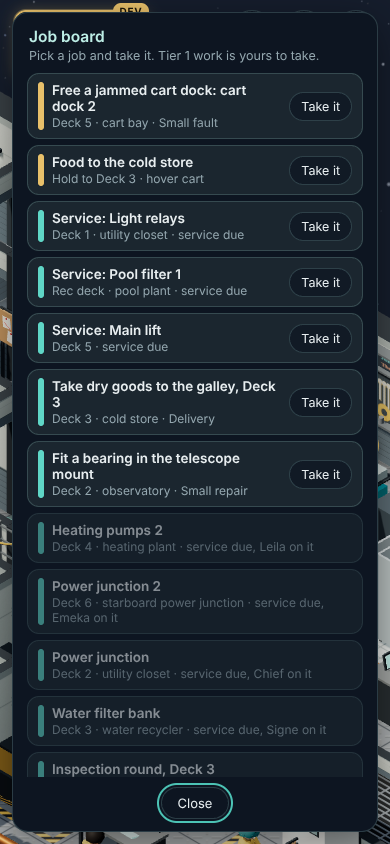 DEV
Job board
Pick a job and take it. Tier 1 work is yours to take.
Free a jammed cart dock: cart
dock 2
Deck 5 · cart bay · Small fault
Take it
Food to the cold store
Hold to Deck 3 · hover cart
Take it
Service: Light relays
Deck 1 · utility closet · service due
Take it
Service: Pool filter 1
Rec deck · pool plant · service due
Take it
Service: Main lift
Deck 5 · service due
Take it
Take dry goods to the galley, Deck
3
Deck 3 · cold store · Delivery
Take it
Fit a bearing in the telescope
mount
Deck 2 · observatory · Small repair
Take it
Heating pumps 2
Deck 4 · heating plant · service due, Leila on it
Power junction 2
Deck 6 · starboard power junction · service due,
Emeka on it
Power junction
Deck 2 · utility closet · service due, Chief on it
Water filter bank
Deck 3 · water recycler · service due, Signe on it
Inspection round, Deck 3
Close